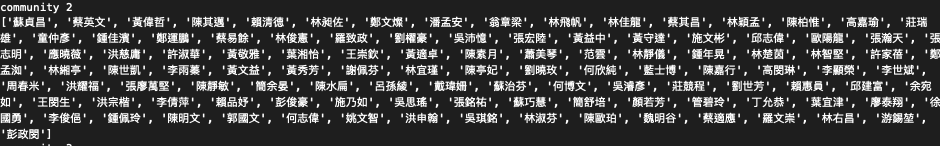 community 2
['蘇貞昌', '蔡英文', '黃偉哲', '陳其邁', '賴清德', '林昶佐', '鄭文燦', '潘孟安', '翁章梁', '林飛帆', '林佳龍', '蔡其昌', '林穎孟', '陳柏惟', '高嘉瑜', '莊瑞
雄', '童仲彥', '鍾佳濱', '鄭運鵬', '蔡易餘', '林俊憲', '羅致政', '劉櫂豪', '吳沛憶', '張宏陸', '黃益中', '黃守達', '施文彬', '邱志偉', '歐陽龍', '張瀚天', '張
志明', '應曉薇', '洪慈庸', '許淑華', '黃敬雅', '葉湘怡', '王崇欽', '黃適卓', '陳素月', '蕭美琴', '范雲', '林靜儀', '鍾年晃', '林楚茵', '林智堅', '許家蓓', '鄭
孟洳', '林緗亭', '陳世凱', '李雨蓁', '黃文益', '黃秀芳', '謝佩芬', '林宜瑾', '陳亭妃', '劉曉玫', '何欣純', '藍士博', '陳嘉行', '高閔琳', '李顯榮', '李世斌',
'周春米', '洪耀福', '張廖萬堅', '陳靜敏', '簡余晏', '陳水扁', '呂孫綾', '戴瑋姍', '蘇治芬', '何博文', '吳濬彥', '莊競程', '劉世芳', '賴惠員', '邱建富', '余宛
如', '王閔生', '洪宗楷', '李倩萍', '賴品妤', '彭俊豪', '施乃如', '吳思瑤', '張銘祐', '蘇巧慧', '簡舒培', '顏若芳', '管碧玲', '丁允恭', '葉宜津', '廖泰翔', '徐
國勇', '李俊俋', '鍾佩玲', '陳明文', '郭國文', '何志偉', '姚文智', '洪申翰', '吳琪銘', '林淑芬', '陳歐珀', '魏明谷', '蔡適應', '羅文崇', '林右昌', '游錫堃',
'彭政閔']